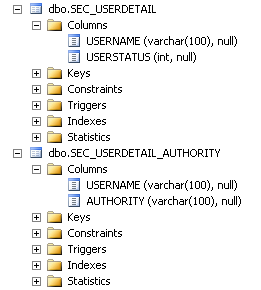 dbo.SEC_USERDETAIL
Columns
USERNAME (varchar(100), null)
USERSTATUS (int, null)
Keys
Constraints
Triggers
Indexes
Statistics
dbo.SEC_USERDETAIL_AUTHORITY
Columns
USERNAME (varchar(100), null)
AUTHORITY (varchar(100), null)
Keys
Constraints
Triggers
Indexes
Statistics